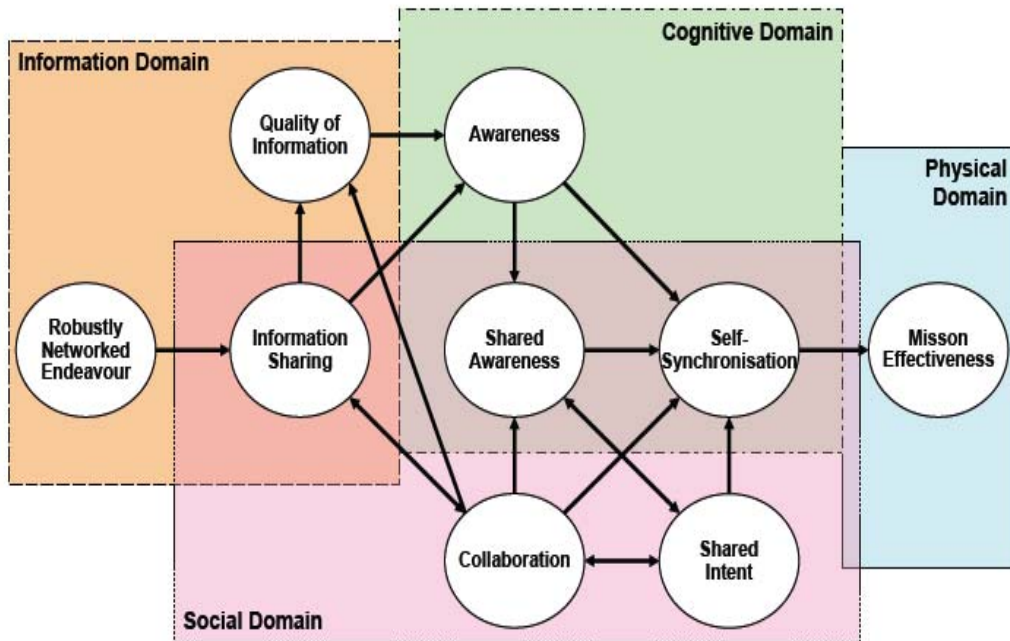 Cognitive Domain
Information Domain
Quality of
Information
Awareness
Physical
Domain
Robustly
Networked
Endeavour
Information
Sharing
Shared
Awareness
Self-
Synchronisation
Misson
Effectiveness
Collaboration
Shared
Intent
Social Domain